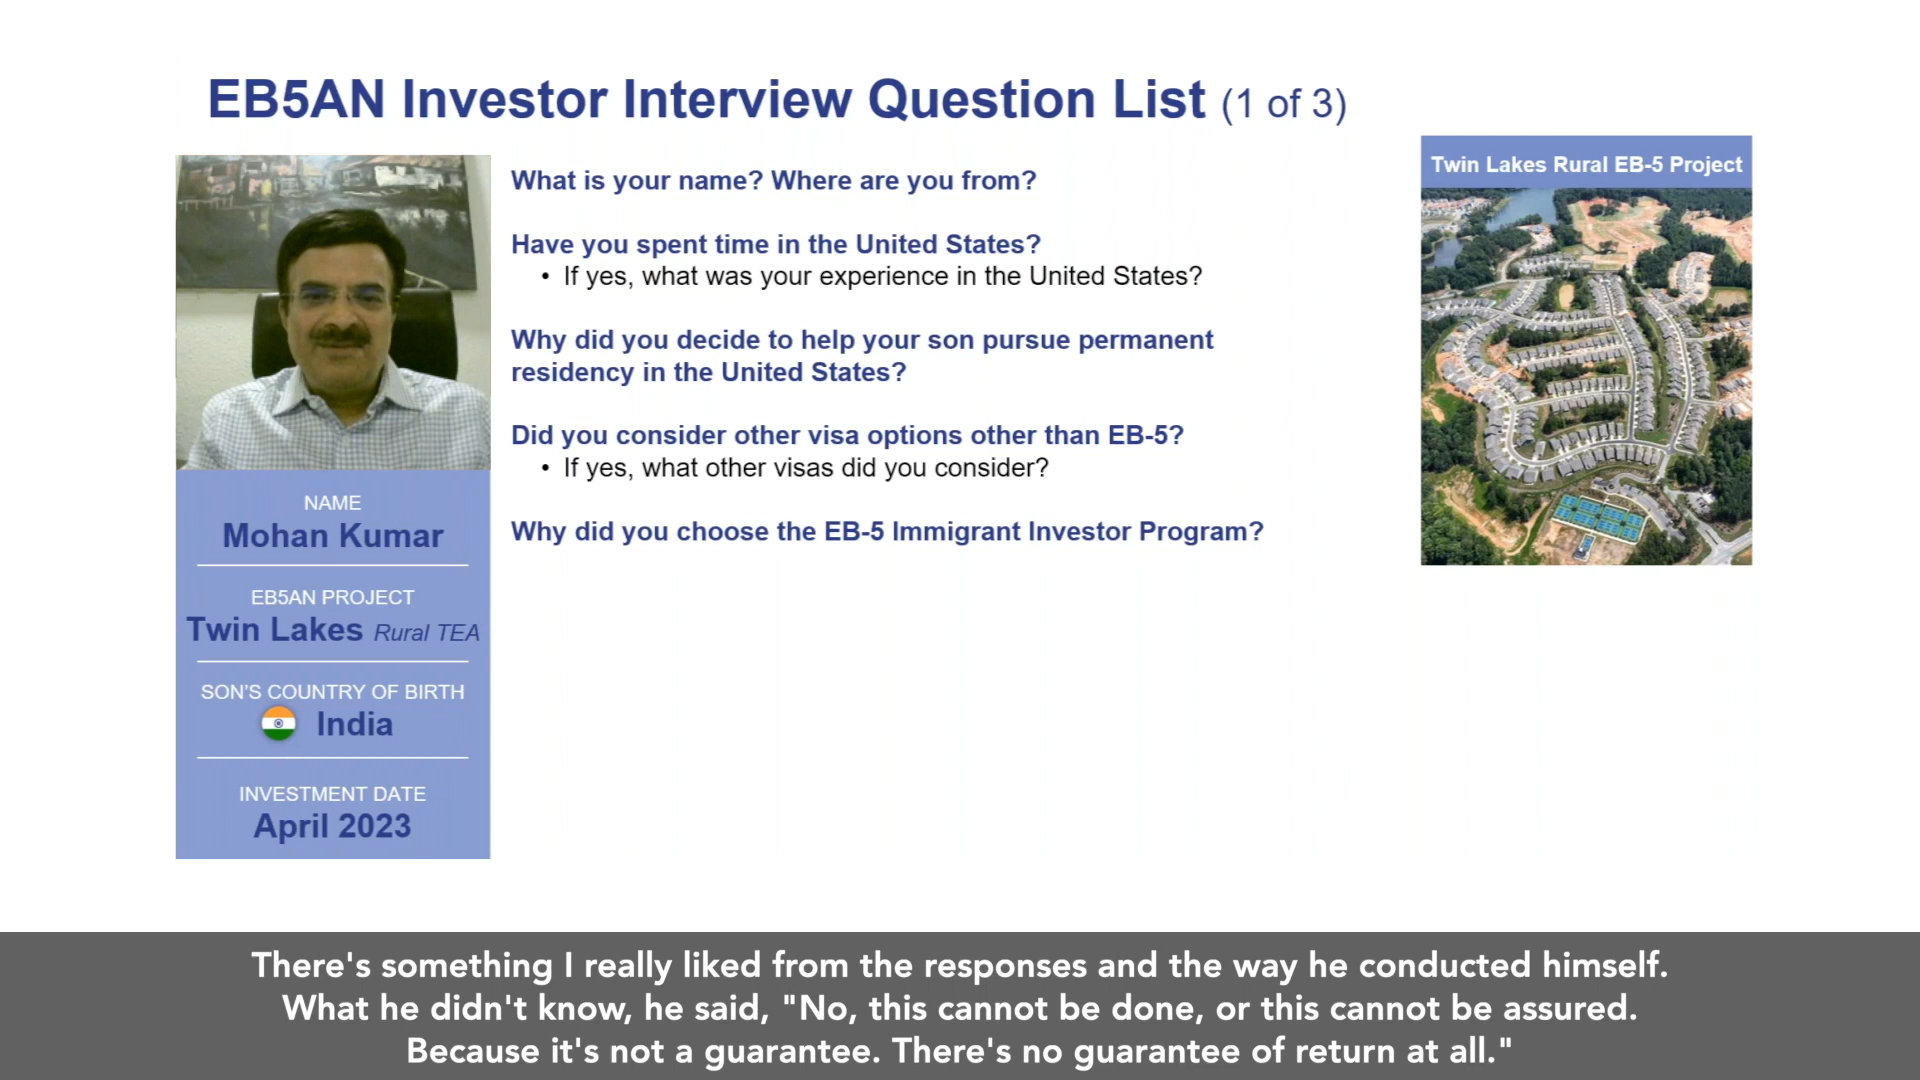 EB5AN Investor Interview Question List (1 of 3)
Twin Lakes Rural EB-5 Project
What is your name? Where are you from?
Have you spent time in the United States?
• If yes, what was your experience in the United States?
Why did you decide to help your son pursue permanent
residency in the United States?
Did you consider other visa options other than EB-5?
• If yes, what other visas did you consider?
Why did you choose the EB-5 Immigrant Investor Program?
NAME
Mohan Kumar
EB5AN PROJECT
Twin Lakes Rural TEA
SON'S COUNTRY OF BIRTH
India
INVESTMENT DATE
April 2023
There's something I really liked from the responses and the way he conducted himself.
What he didn't know, he said, "No, this cannot be done, or this cannot be assured.
Because it's not a guarantee. There's no guarantee of return at all."